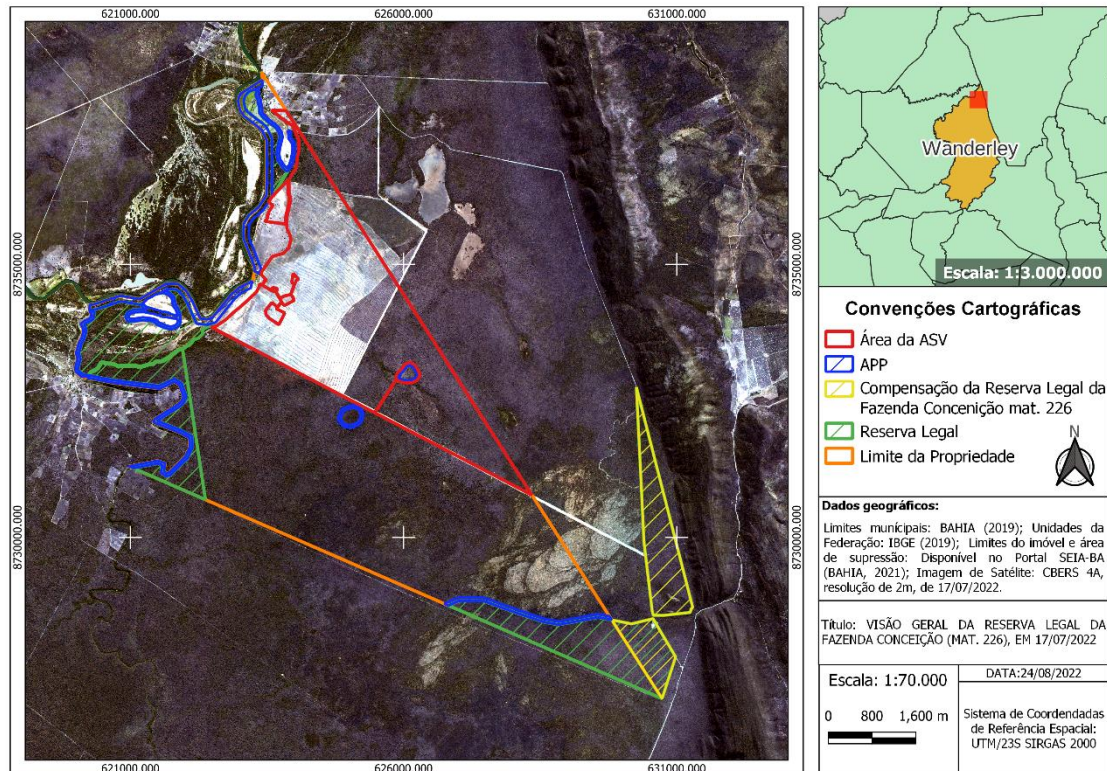 621000.000
626000.000
631000.000
8735000.000
8730000.000
8735000.000
8730000.000
621000.000
626000.000
631000.000
Wanderley
Escala: 1:3.000.000
Convenções Cartográficas
Área da ASV
APP
Compensação da Reserva Legal da
Fazenda Concenição mat. 226
Reserva Legal
Limite da Propriedade
N
Dados geográficos:
Limites municípais: BAHIA (2019); Unidades da
Federação: IBGE (2019); Limites do imóvel e área
de supressão: Disponível no Portal SEIA-BA
(BAHIA, 2021); Imagem de Satélite: CBERS 4A,
resolução de 2m, de 17/07/2022.
Título: VISÃO GERAL DA RESERVA LEGAL DA
FAZENDA CONCEIÇÃO (MAT. 226), EM 17/07/2022
Escala: 1:70.000
0 800 1,600 m
DATA:24/08/2022
Sistema de Coordendadas
de Referência Espacial:
UTM/23S SIRGAS 2000